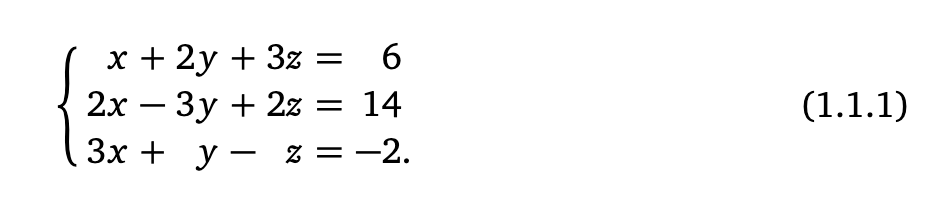 x + 2y + 3z = 6
2x − 3y + 2z = 14
3x + y − z = −2.
(1.1.1)